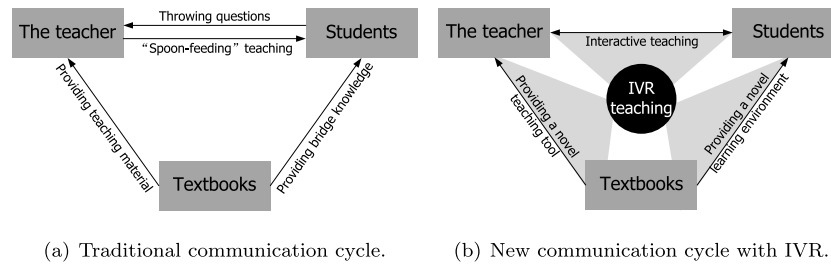 Throwing questions
The teacher
Students
“Spoon-feeding” teaching
Providing teaching material
Providing bridge knowledge
Textbooks
(a) Traditional communication cycle.
The teacher
Students
Interactive teaching
IVR
teaching
Providing a novel
teaching tool
Providing a novel
learning environment
Textbooks
(b) New communication cycle with IVR.